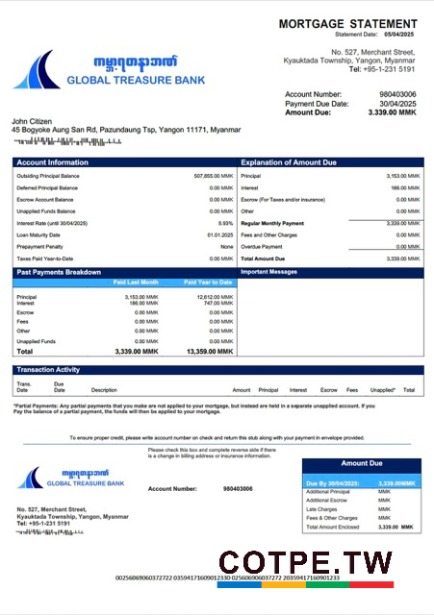 MORTGAGE STATEMENT
Statement Date: 05/04/2025
No. 527, Merchant Street,
Kyauktada Township, Yangon, Myanmar
Tel: +95-1-231 5191
ကမ္ဘာ့ရတနာဘဏ်
GLOBAL TREASURE BANK
Account Number: 980403006
Payment Due Date: 30/04/2025
Amount Due: 3.339.00 MMK
John Citizen
45 Bogyoke Aung San Rd, Pazundaung Tsp, Yangon 11171, Myanmar
Account Information
Outsiding Principal Balance 507,655.00 MMK
Deferred Principal Balance 0.00 MMK
Escrow Account Balance 0.00 MMK
Unapplied Funds Balance 0.00 MMK
Interest Rate (until 30/04/2025) 5.93%
Loan Maturity Date 01.01.2025
Prepayment Penalty None
Taxes Paid Year-to-Date 0.00 MMK
Explanation of Amount Due
Principal 3,153.00 MMK
Interest 186.00 MMK
Escrow (For Taxes and/or insurance) 0.00 MMK
Other 0.00 MMK
Regular Monthly Payment 3,339.00 MMK
Fees and Other Charges 0.00 MMK
Overdue Payment 0.00 MMK
Total Amount Due 3,339.00 MMK
Past Payments Breakdown
Paid Last Month Paid Year to Date
Principal 3,153.00 MMK 12,612.00 MMK
Interest 186.00 MMK 747.00 MMK
Escrow 0.00 MMK 0.00 MMK
Fees 0.00 MMK 0.00 MMK
Other 0.00 MMK 0.00 MMK
Unapplied Funds 0.00 MMK 0.00 MMK
Total 3,339.00 MMK 13,359.00 MMK
Important Messages
Transaction Activity
Trans. Date Due Date Description Amount Principal Interest Escrow Fees Unapplied* Total
*Partial Payments: Any partial payments that you make are not applied to your mortgage, but instead are held in a separate unapplied account. If you
Pay the balance of a partial payment, the funds will then be applied to your mortgage.
To ensure proper credit, please write account number on check and return this stub along with your payment in envelope provided.
Please check this box and complete reverse side if there
is a change in billing address or insurance information.
ကမ္ဘာ့ရတနာဘဏ်
GLOBAL TREASURE BANK
Account Number: 980403006
No. 527, Merchant Street,
Kyauktada Township, Yangon, Myanmar
Tel: +95-1-231 5191
Amount Due
Due By 30/04/2025: 3,339.00MMK
Additional Principal MMK
Additional Escrow MMK
Late Charges MMK
Fees & Other Charges MMK
Total Amount Enclosed 3,339.00 MMK
COTPE.TW